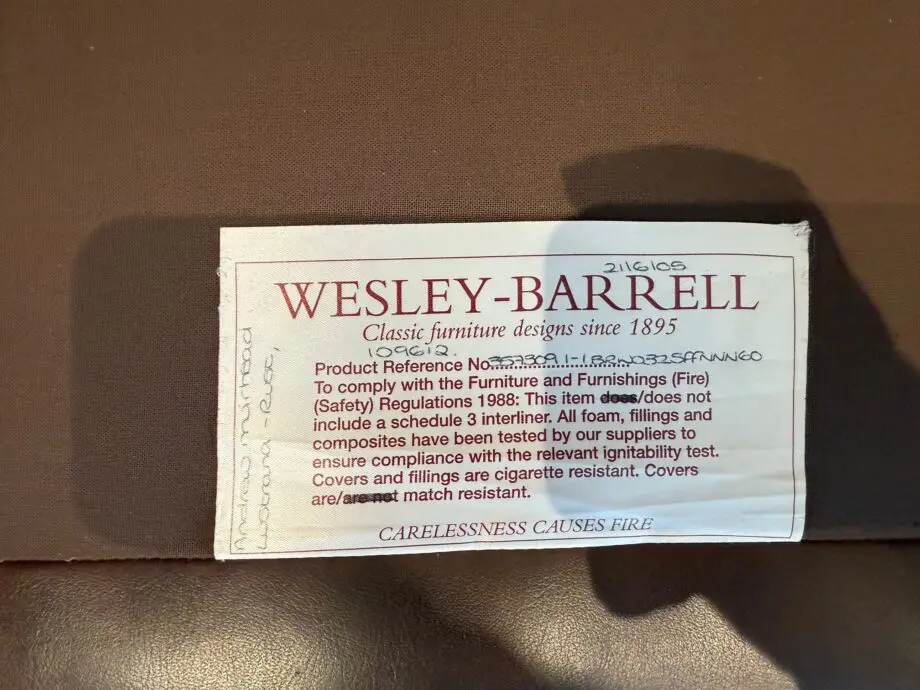 216105
WESLEY-BARRELL
Classic furniture designs since 1895
109612.
Product Reference No.
To comply with the Furniture and Furnishings (Fire)
(Safety) Regulations 1988: This item does/does not
include a schedule 3 interliner. All foam, fillings and
composites have been tested by our suppliers to
ensure compliance with the relevant ignitability test.
Covers and fillings are cigarette resistant. Covers
are/are not match resistant.
CARELESSNESS CAUSES FIRE
Andrew